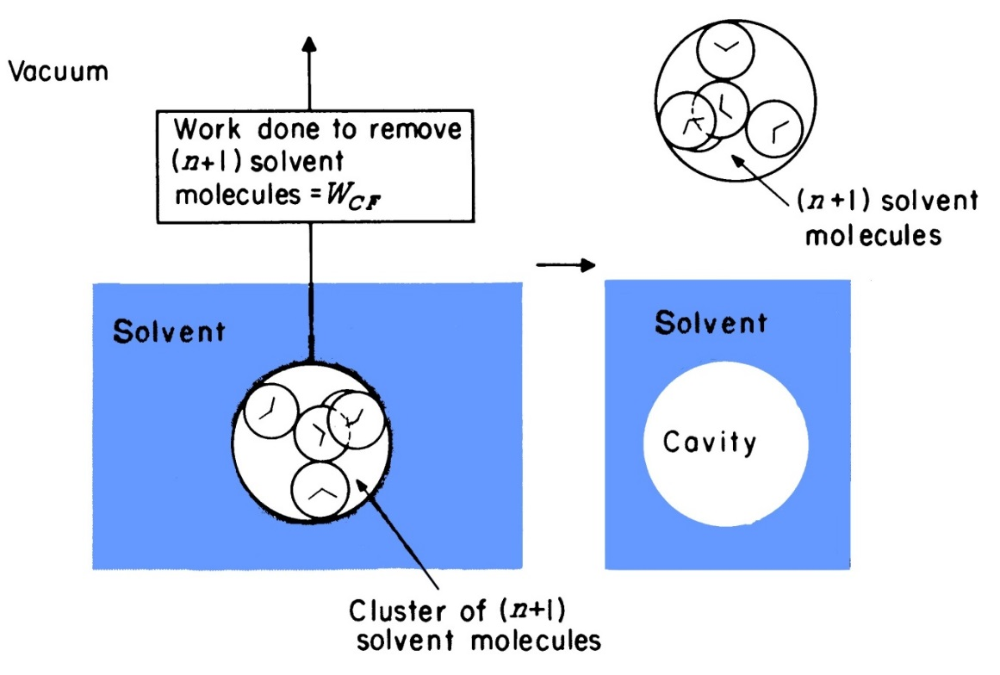 Vacuum
Work done to remove
(n+1) solvent
molecules = W_CF
(n+1) solvent
molecules
Solvent
Solvent
Cavity
Cluster of (n+1)
solvent molecules